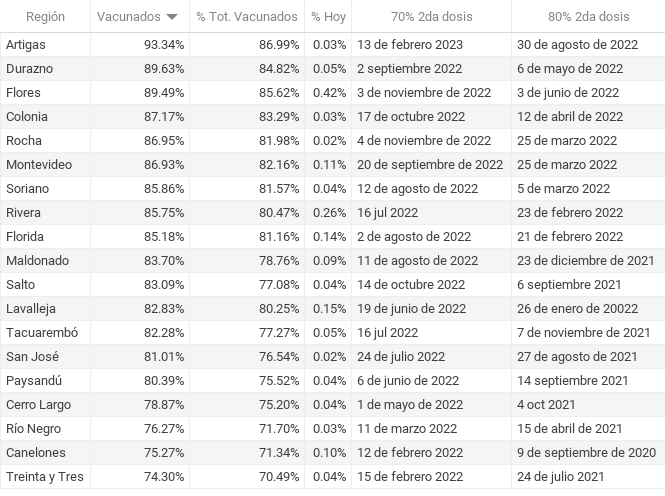 Región Vacunados % Tot. Vacunados % Hoy 70% 2da dosis 80% 2da dosis
Artigas 93.34% 86.99% 0.03% 13 de febrero 2023 30 de agosto de 2022
Durazno 89.63% 84.82% 0.05% 2 septiembre 2022 6 de mayo de 2022
Flores 89.49% 85.62% 0.42% 3 de noviembre de 2022 3 de junio de 2022
Colonia 87.17% 83.29% 0.03% 17 de octubre 2022 12 de abril de 2022
Rocha 86.95% 81.98% 0.02% 4 de noviembre de 2022 25 de marzo 2022
Montevideo 86.93% 82.16% 0.11% 20 de septiembre de 2022 25 de marzo 2022
Soriano 85.86% 81.57% 0.04% 12 de agosto de 2022 5 de marzo 2022
Rivera 85.75% 80.47% 0.26% 16 jul 2022 23 de febrero 2022
Florida 85.18% 81.16% 0.14% 2 de agosto de 2022 21 de febrero 2022
Maldonado 83.70% 78.76% 0.09% 11 de agosto de 2022 23 de diciembre de 2021
Salto 83.09% 77.08% 0.04% 14 de octubre 2022 6 septiembre 2021
Lavalleja 82.83% 80.25% 0.15% 19 de junio de 2022 26 de enero de 20022
Tacuarembó 82.28% 77.27% 0.05% 16 jul 2022 7 de noviembre de 2021
San José 81.01% 76.54% 0.02% 24 de julio 2022 27 de agosto de 2021
Paysandú 80.39% 75.52% 0.04% 6 de junio de 2022 14 septiembre 2021
Cerro Largo 78.87% 75.20% 0.04% 1 de mayo de 2022 4 oct 2021
Río Negro 76.27% 71.70% 0.03% 11 de marzo 2022 15 de abril de 2021
Canelones 75.27% 71.34% 0.10% 12 de febrero 2022 9 de septiembre de 2020
Treinta y Tres 74.30% 70.49% 0.04% 15 de febrero 2022 24 de julio 2021